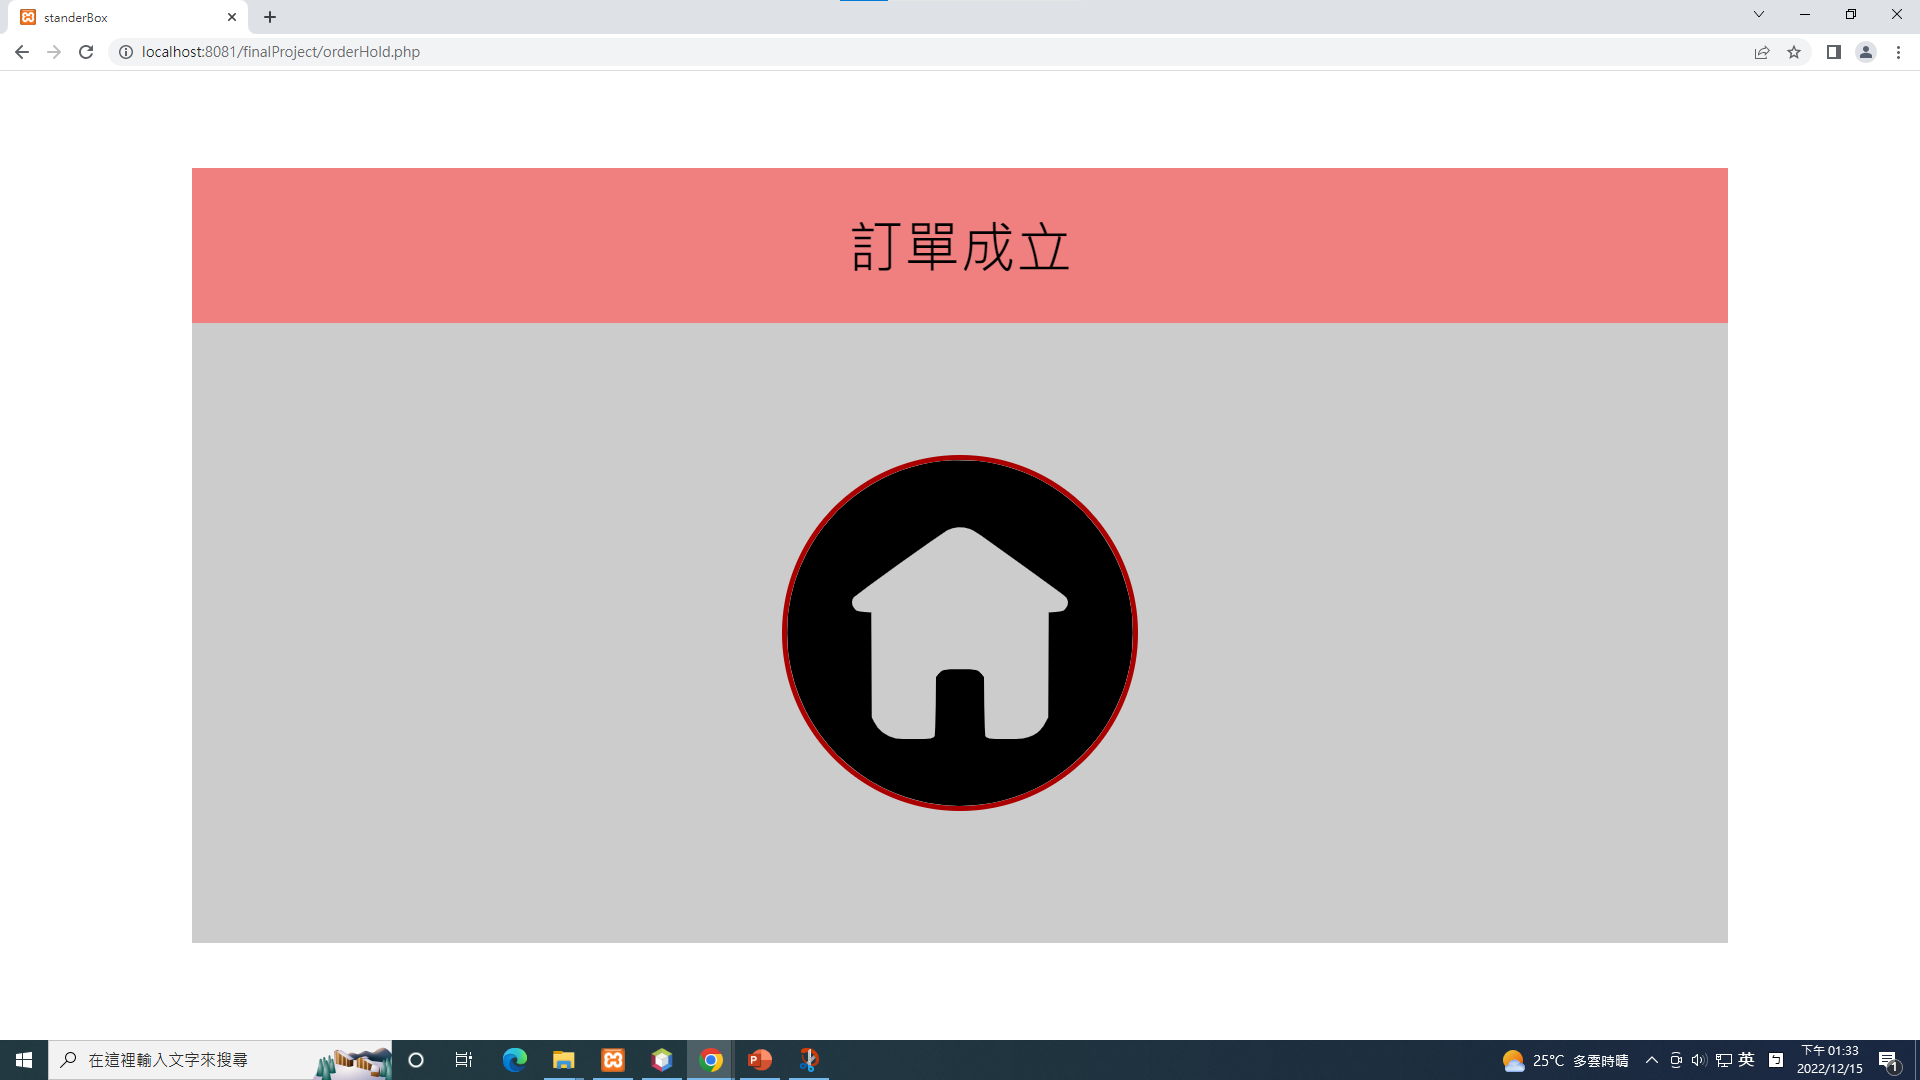 standerBox
localhost:8081/finalProject/orderHold.php
訂單成立
在這裡輸入文字來搜尋
25°C 多雲時晴
英
下午 01:33
2022/12/15
1